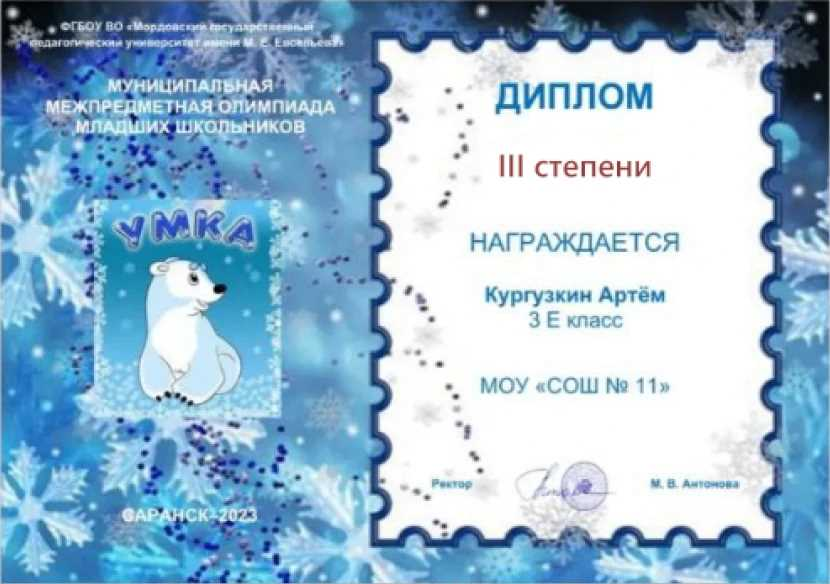 ФГБОУ ВО «Мордовский государственный
педагогический университет имени М. Е. Евсевьева»
МУНИЦИПАЛЬНАЯ
МЕЖПРЕДМЕТНАЯ ОЛИМПИАДА
МЛАДШИХ ШКОЛЬНИКОВ
УМКА
САРАНСК–2023
ДИПЛОМ
III степени
НАГРАЖДАЕТСЯ
Кургузкин Артём
3 Е класс
МОУ «СОШ № 11»
Ректор
М. В. Антонова